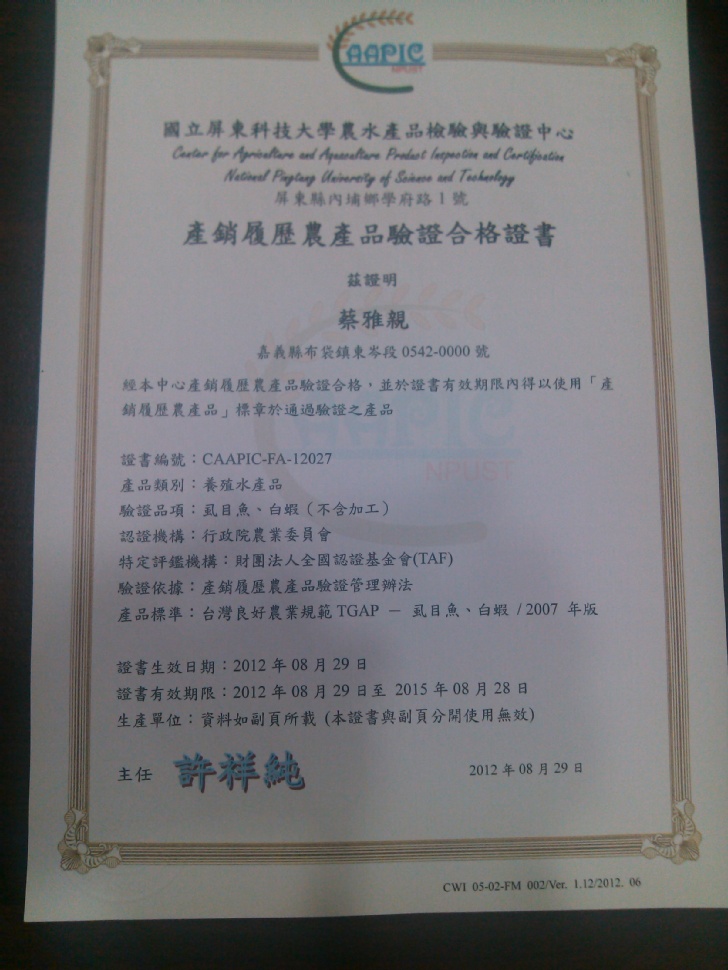 CAAPIC
NPUST
國立屏東科技大學農水產品檢驗與驗證中心
Center for Agriculture and Aquaculture Product Inspection and Certification
National Pingtung University of Science and Technology
屏東縣內埔鄉學府路1號
產銷履歷農產品驗證合格證書
茲證明
蔡雅親
嘉義縣布袋鎮東岑段 0542-0000 號
經本中心產銷履歷農產品驗證合格，並於證書有效期限內得以使用「產
銷履歷農產品」標章於通過驗證之產品
CAAPIC
NPUST
證書編號：CAAPIC-FA-12027
產品類別：養殖水產品
驗證品項：虱目魚、白蝦（不含加工）
認證機構：行政院農業委員會
特定評鑑機構：財團法人全國認證基金會(TAF)
驗證依據：產銷履歷農產品驗證管理辦法
產品標準：台灣良好農業規範 TGAP － 虱目魚、白蝦 / 2007 年版
證書生效日期：2012 年 08 月 29 日
證書有效期限：2012 年 08 月 29 日至 2015 年 08 月 28 日
生產單位：資料如副頁所載 (本證書與副頁分開使用無效)
主任 許祥純 2012 年 08 月 29 日
CWI 05-02-FM 002/Ver. 1.12/2012. 06